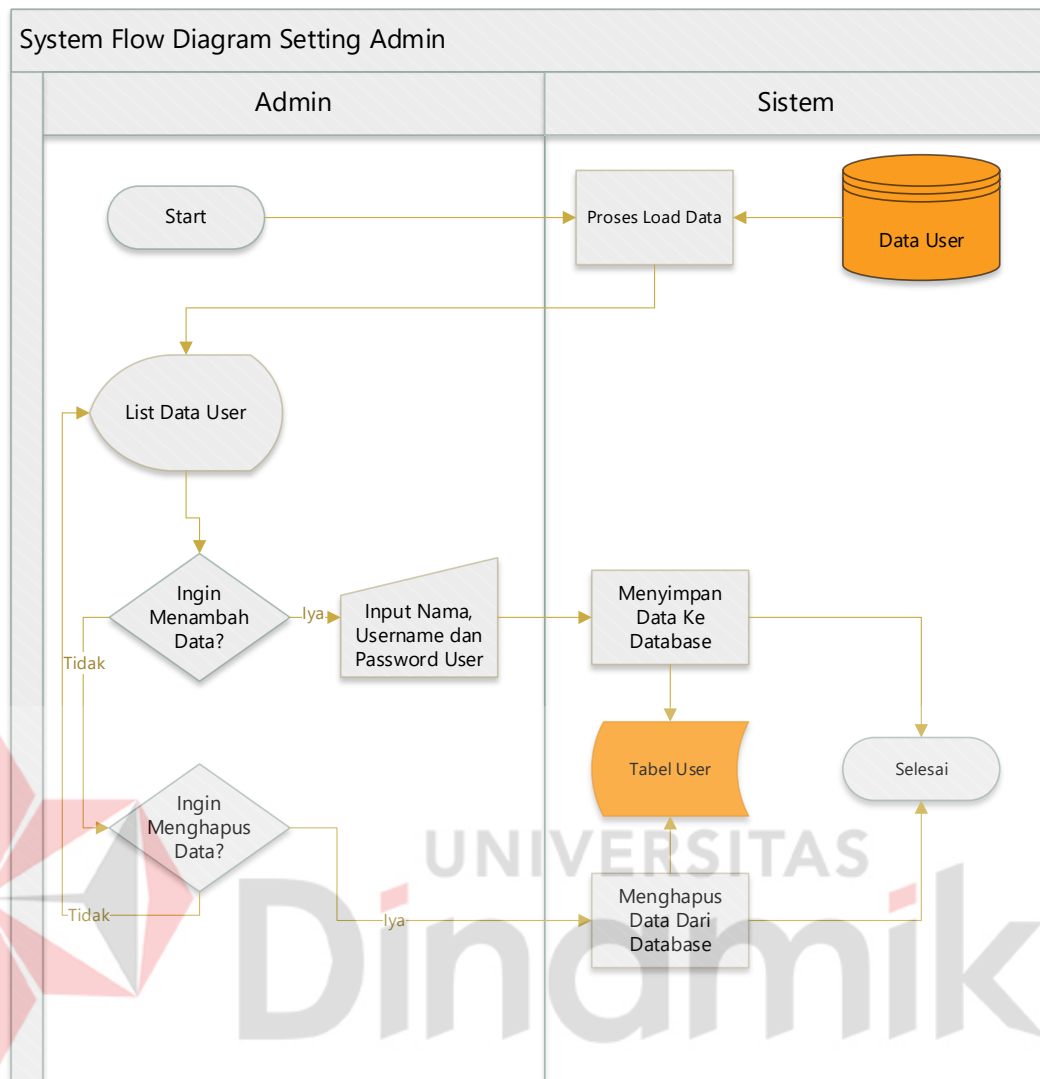 System Flow Diagram Setting Admin
Admin
Sistem
Start
Proses Load Data
Data User
List Data User
Ingin
Menambah
Data?
Iya
Input Nama,
Username dan
Password User
Menyimpan
Data Ke
Database
Tidak
Tabel User
Selesai
Ingin
Menghapus
Data?
Tidak
Iya
Menghapus
Data Dari
Database
UNIVERSITAS
Dinamika